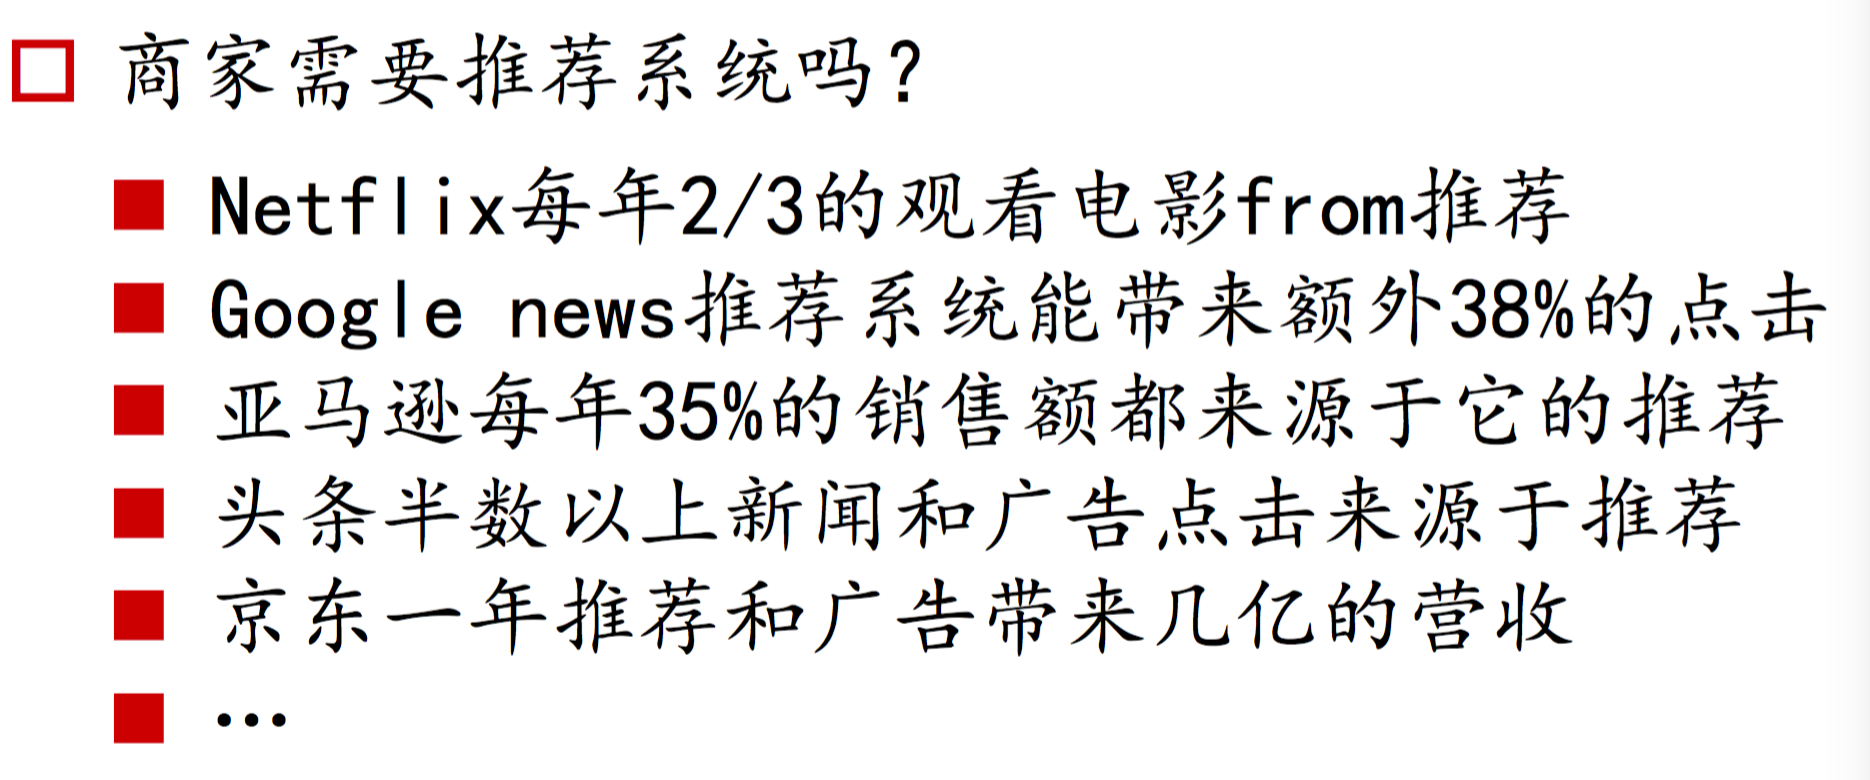 商家需要推荐系统吗?
Netflix每年2/3的观看电影from推荐
Google news推荐系统能带来额外38%的点击
亚马逊每年35%的销售额都来源于它的推荐
头条半数以上新闻和广告点击来源于推荐
京东一年推荐和广告带来几亿的营收
…